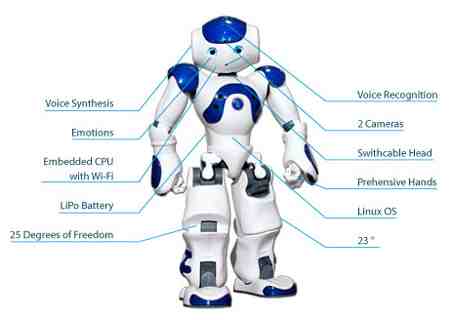 Voice Synthesis
Emotions
Embedded CPU
with Wi-Fi
LiPo Battery
25 Degrees of Freedom
Voice Recognition
2 Cameras
Swithcable Head
Prehensive Hands
Linux OS
23 "